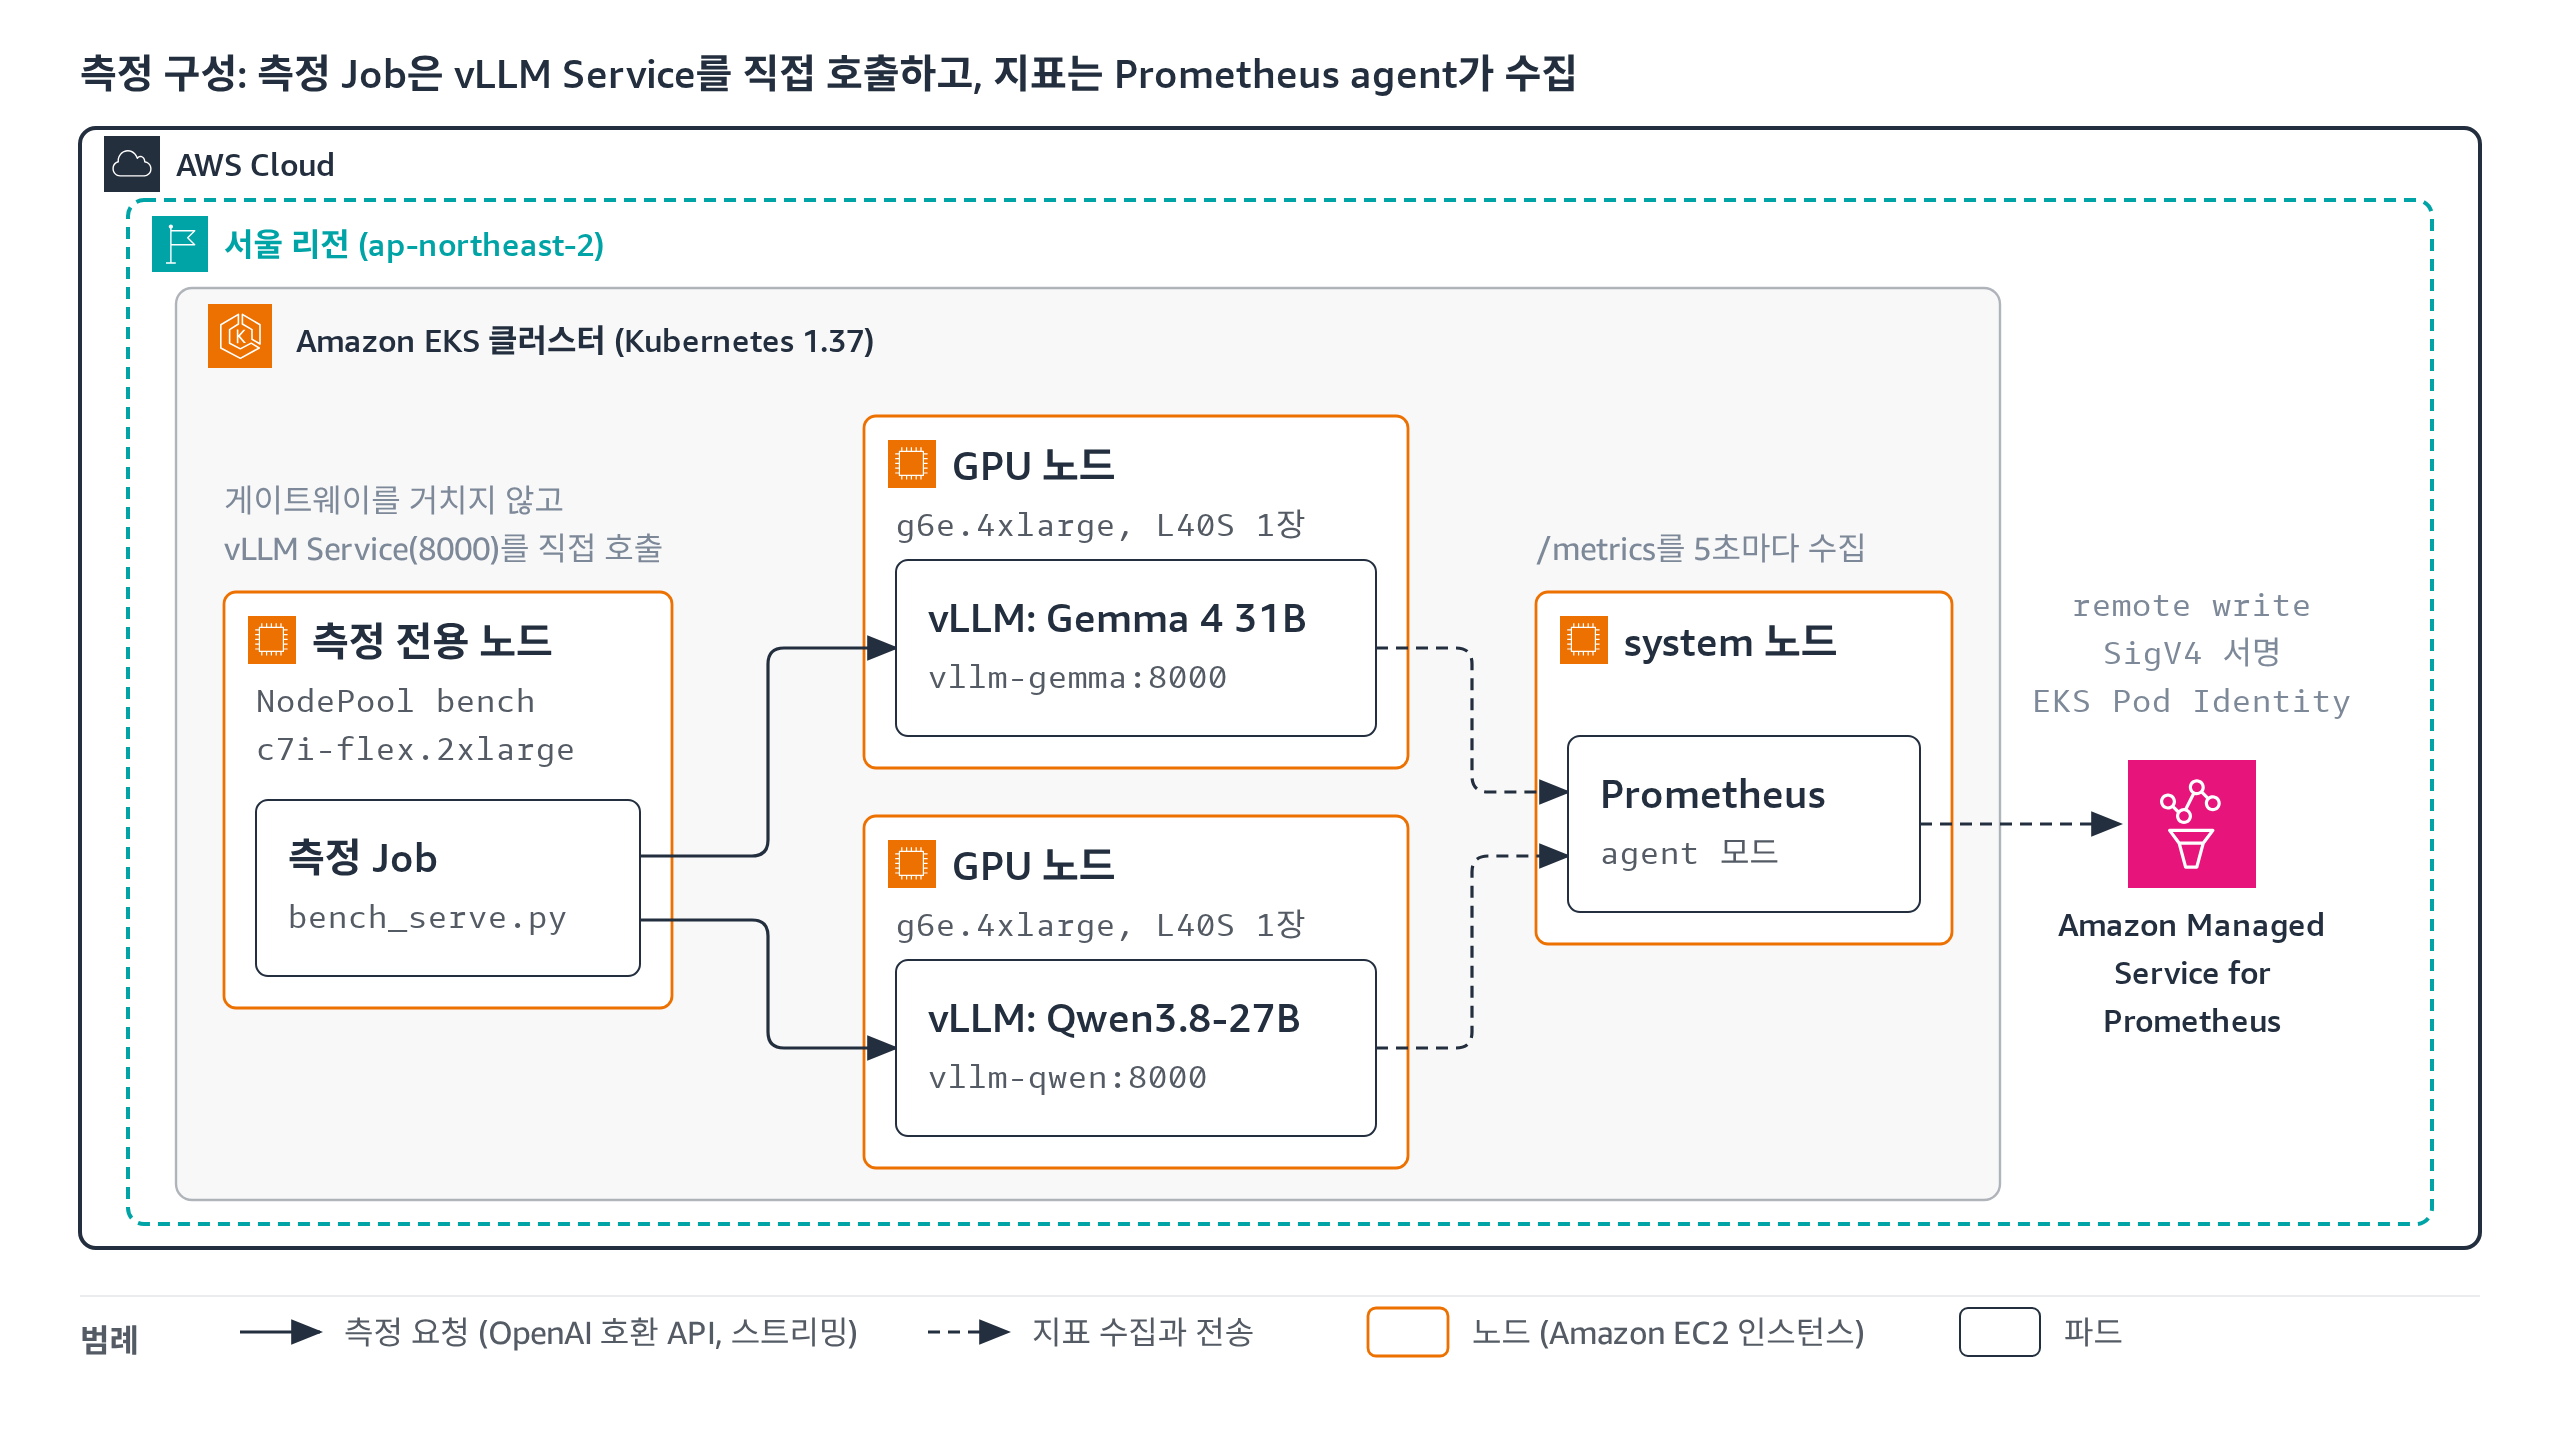 측정 구성: 측정 Job은 vLLM Service를 직접 호출하고, 지표는 Prometheus agent가 수집
AWS Cloud
서울 리전 (ap-northeast-2)
Amazon EKS 클러스터 (Kubernetes 1.37)
게이트웨이를 거치지 않고
vLLM Service(8000)를 직접 호출
측정 전용 노드
NodePool bench
c7i-flex.2xlarge
측정 Job
bench_serve.py
GPU 노드
g6e.4xlarge, L40S 1장
vLLM: Gemma 4 31B
vllm-gemma:8000
GPU 노드
g6e.4xlarge, L40S 1장
vLLM: Qwen3.8-27B
vllm-qwen:8000
/metrics를 5초마다 수집
system 노드
Prometheus
agent 모드
remote write
SigV4 서명
EKS Pod Identity
Amazon Managed
Service for
Prometheus
범례
측정 요청 (OpenAI 호환 API, 스트리밍)
지표 수집과 전송
노드 (Amazon EC2 인스턴스)
파드